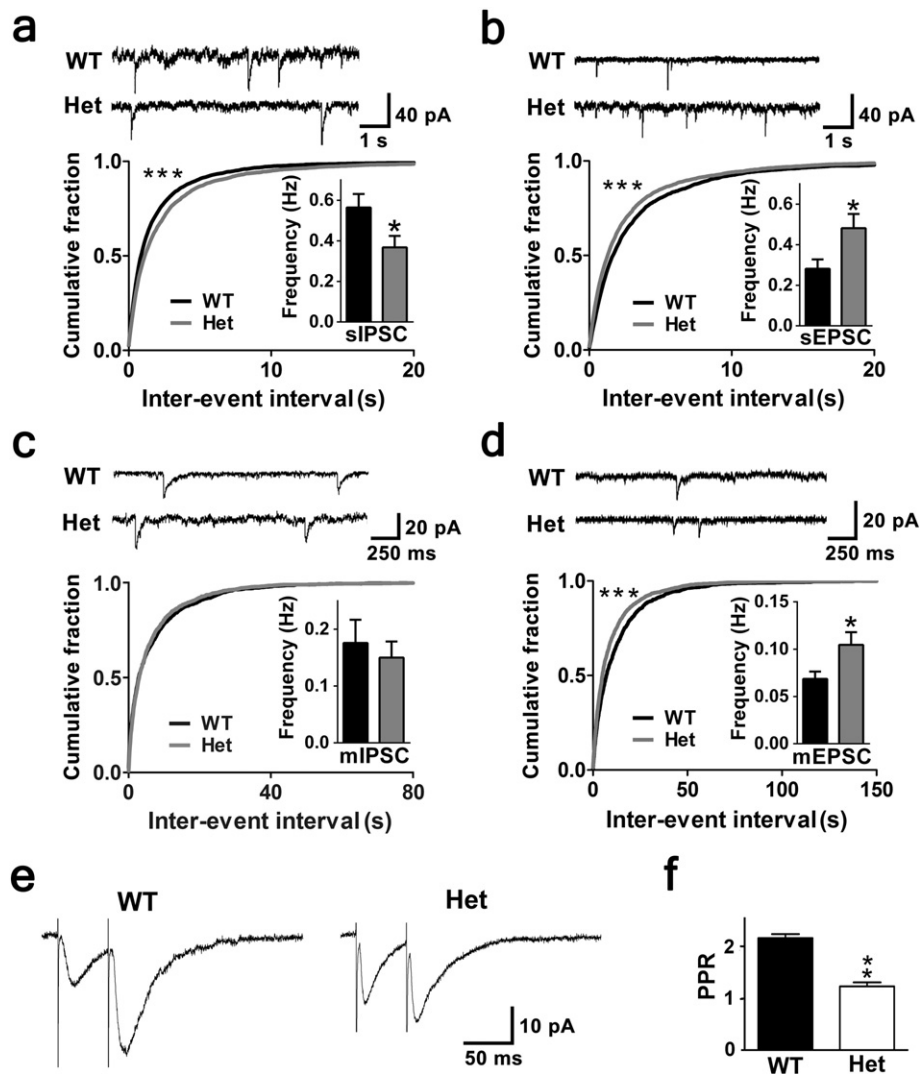 a
WT
Het
40 pA
1 s
1.0
0.5
0.0
Cumulative fraction
***
WT
Het
Frequency (Hz)
0.6
0.4
0.2
0.0
*
sIPSC
0
10
20
Inter-event interval (s)
b
WT
Het
40 pA
1 s
1.0
0.5
0.0
Cumulative fraction
***
WT
Het
Frequency (Hz)
0.6
0.4
0.2
0.0
*
sEPSC
0
10
20
Inter-event interval (s)
c
WT
Het
20 pA
250 ms
1.0
0.5
0.0
Cumulative fraction
WT
Het
Frequency (Hz)
0.2
0.1
0.0
mIPSC
0
40
80
Inter-event interval (s)
d
WT
Het
20 pA
250 ms
1.0
0.5
0.0
Cumulative fraction
***
WT
Het
Frequency (Hz)
0.15
0.10
0.05
0.00
*
mEPSC
0
50
100
150
Inter-event interval (s)
e
WT
Het
10 pA
50 ms
f
PPR
2
1
0
**
WT
Het